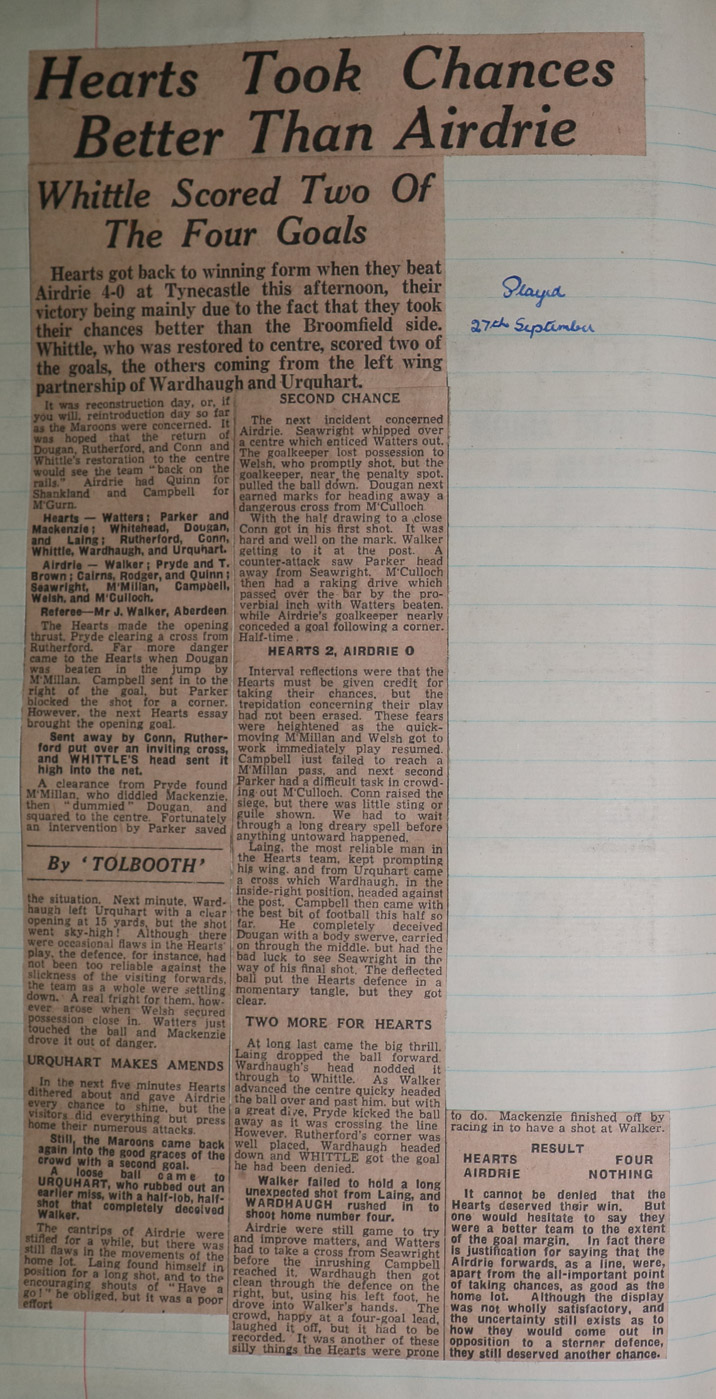 Hearts Took Chances
Better Than Airdrie
Whittle Scored Two Of
The Four Goals
Hearts got back to winning form when they beat
Airdrie 4-0 at Tynecastle this afternoon, their
victory being mainly due to the fact that they took
their chances better than the Broomfield side.
Whittle, who was restored to centre, scored two of
the goals, the others coming from the left wing
partnership of Wardhaugh and Urquhart.
Played
27th September
It was reconstruction day, or, if
you will, reintroduction day so far
as the Maroons were concerned. It
was hoped that the return of
Dougan, Rutherford, and Conn and
Whittle's restoration to the centre
would see the team "back on the
rails." Airdrie had Quinn for
Shankland and Campbell for
M'Gurn.
Hearts — Watters; Parker and
Mackenzie; Whitehead, Dougan,
and Laing; Rutherford, Conn,
Whittle, Wardhaugh, and Urquhart.
Airdrie — Walker; Pryde and T.
Brown; Cairns, Rodger, and Quinn;
Seawright, M'Millan, Campbell,
Welsh, and M'Culloch.
Referee—Mr J. Walker, Aberdeen
The Hearts made the opening
thrust, Pryde clearing a cross from
Rutherford. Far more danger
came to the Hearts when Dougan
was beaten in the jump by
M'Millan. Campbell sent in to the
right of the goal, but Parker
blocked the shot for a corner.
However, the next Hearts essay
brought the opening goal.
Sent away by Conn, Ruther-
ford put over an inviting cross,
and WHITTLE'S head sent it
high into the net.
A clearance from Pryde found
M'Millan, who diddled Mackenzie,
then "dummied" Dougan, and
squared to the centre. Fortunately
an intervention by Parker saved
By 'TOLBOOTH'
the situation. Next minute, Ward-
haugh left Urquhart with a clear
opening at 15 yards, but the shot
went sky-high! Although there
were occasional flaws in the Hearts'
play, the defence, for instance, had
not been too reliable against the
slickness of the visiting forwards,
the team as a whole were settling
down. A real fright for them, how-
ever arose when Welsh secured
possession close in. Watters just
touched the ball and Mackenzie
drove it out of danger.
URQUHART MAKES AMENDS
In the next five minutes Hearts
dithered about and gave Airdrie
every chance to shine, but the
visitors did everything but press
home their numerous attacks.
Still, the Maroons came back
again into the good graces of the
crowd with a second goal.
A loose ball came to
URQUHART, who rubbed out an
earlier miss, with a half-lob, half-
shot that completely deceived
Walker.
The cantrips of Airdrie were
stifled for a while, but there was
still flaws in the movements of the
home lot. Laing found himself in
position for a long shot, and to the
encouraging shouts of "Have a
go!" he obliged, but it was a poor
effort
SECOND CHANCE
The next incident concerned
Airdrie. Seawright whipped over
a centre which enticed Watters out.
The goalkeeper lost possession to
Welsh, who promptly shot, but the
goalkeeper, near the penalty spot,
pulled the ball down. Dougan next
earned marks for heading away a
dangerous cross from M'Culloch
With the half drawing to a close
Conn got in his first shot. It was
hard and well on the mark, Walker
getting to it at the post. A
counter-attack saw Parker head
away from Seawright. M'Culloch
then had a raking drive which
passed over the bar by the pro-
verbial inch with Watters beaten,
while Airdrie's goalkeeper nearly
conceded a goal following a corner.
Half-time
HEARTS 2, AIRDRIE 0
Interval reflections were that the
Hearts must be given credit for
taking their chances, but the
trepidation concerning their play
had not been erased. These fears
were heightened as the quick-
moving M'Millan and Welsh got to
work immediately play resumed.
Campbell just failed to reach a
M'Millan pass, and next second
Parker had a difficult task in crowd-
ing out M'Culloch. Conn raised the
siege, but there was little sting or
guile shown. We had to wait
through a long dreary spell before
anything untoward happened.
Laing, the most reliable man in
the Hearts team, kept prompting
his wing, and from Urquhart came
a cross which Wardhaugh, in the
inside-right position, headed against
the post. Campbell then came with
the best bit of football this half so
far. He completely deceived
Dougan with a body swerve, carried
on through the middle, but had the
bad luck to see Seawright in the
way of his final shot. The deflected
ball put the Hearts defence in a
momentary tangle, but they got
clear.
TWO MORE FOR HEARTS
At long last came the big thrill.
Laing dropped the ball forward.
Wardhaugh's head nodded it
through to Whittle. As Walker
advanced the centre quicky headed
the ball over and past him, but with
a great dive, Pryde kicked the ball
away as it was crossing the line
However, Rutherford's corner was
well placed, Wardhaugh headed
down and WHITTLE got the goal
he had been denied.
Walker failed to hold a long
unexpected shot from Laing, and
WARDHAUGH rushed in to
shoot home number four.
Airdrie were still game to try
and improve matters, and Watters
had to take a cross from Seawright
before the inrushing Campbell
reached it. Wardhaugh then got
clean through the defence on the
right, but, using his left foot, he
drove into Walker's hands. The
crowd, happy at a four-goal lead,
laughed it off, but it had to be
recorded. It was another of these
silly things the Hearts were prone
to do. Mackenzie finished off by
racing in to have a shot at Walker.
RESULT
HEARTS FOUR
AIRDRIE NOTHING
It cannot be denied that the
Hearts deserved their win. But
one would hesitate to say they
were a better team to the extent
of the goal margin. In fact there
is justification for saying that the
Airdrie forwards, as a line, were,
apart from the all-important point
of taking chances, as good as the
home lot. Although the display
was not wholly satisfactory, and
the uncertainty still exists as to
how they would come out in
opposition to a sterner defence,
they still deserved another chance.